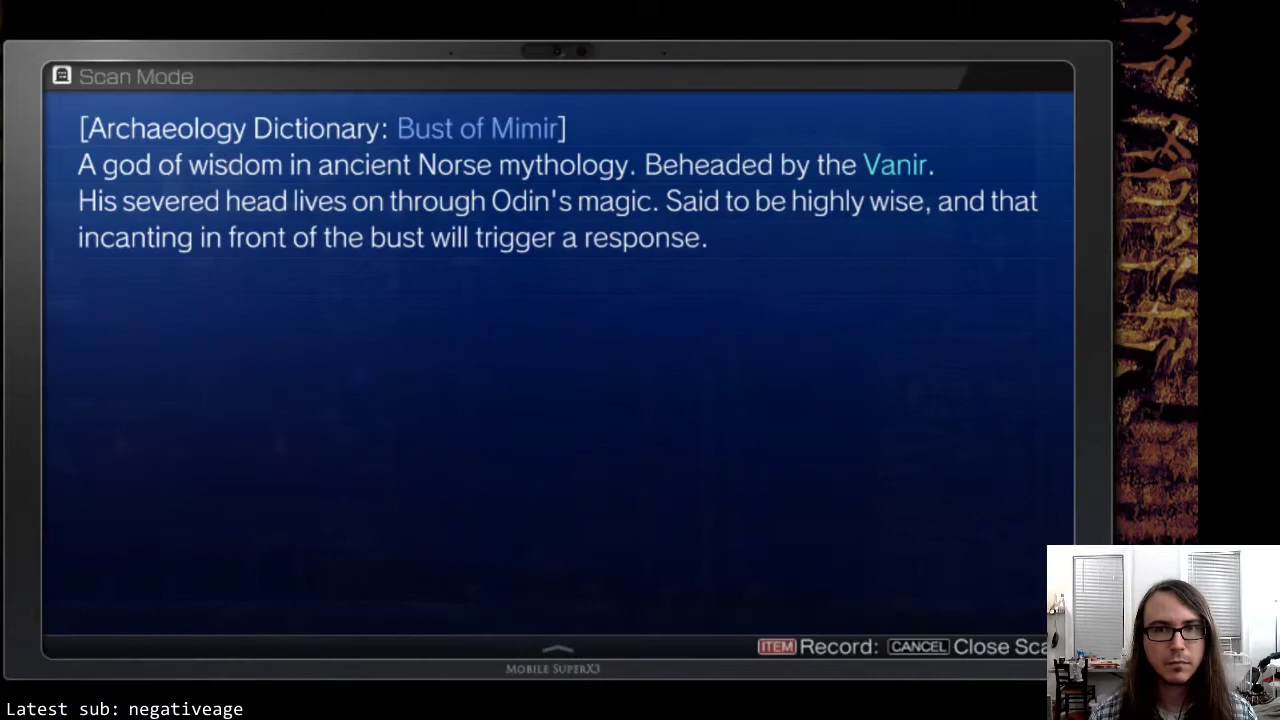 Scan Mode
[Archaeology Dictionary: Bust of Mimir]
A god of wisdom in ancient Norse mythology. Beheaded by the Vanir.
His severed head lives on through Odin's magic. Said to be highly wise, and that
incanting in front of the bust will trigger a response.
ITEM Record: CANCEL Close Sca
MOBILE SUPERX3
Latest sub: negativeage